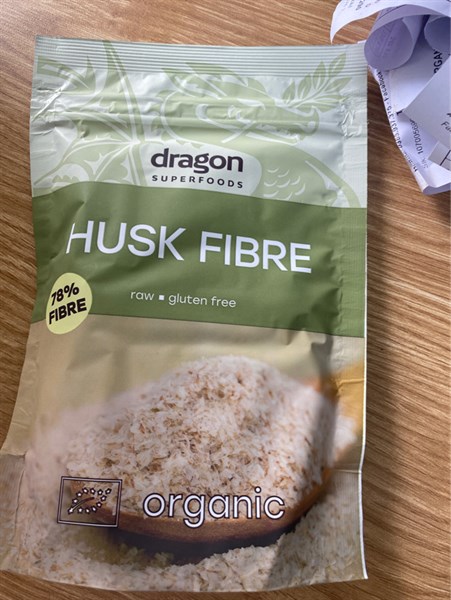 dragon
SUPERFOODS
HUSK FIBRE
raw ▪ gluten free
78%
FIBRE
organic